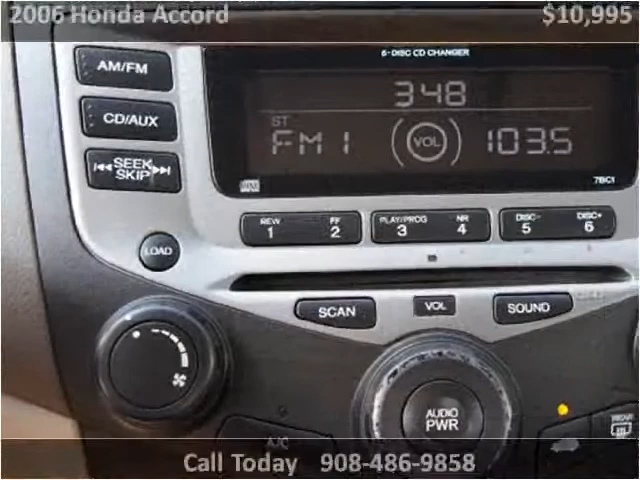 2006 Honda Accord $10,995
6-DISC CD CHANGER
AM/FM
348
CD/AUX
ST
FM1 VOL 103.5
SEEK
SKIP
7BC1
REW FF PLAY/PROG NR DISC- DISC+
1 2 3 4 5 6
LOAD
SCAN VOL SOUND
AUDIO
PWR
A/C
REAR
Call Today 908-486-9858